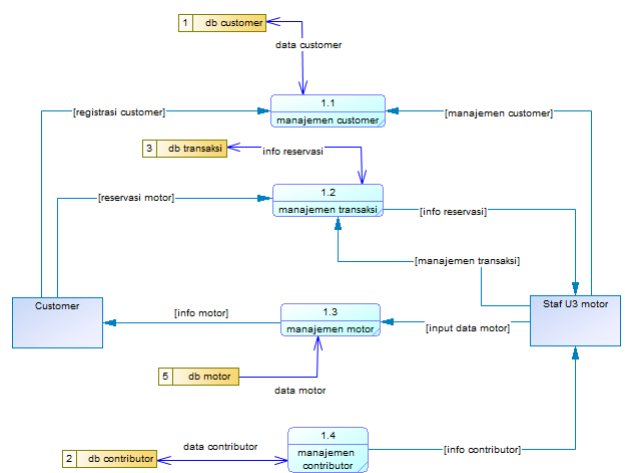 1 db customer
data customer
1.1
[registrasi customer]
manajemen customer
[manajemen customer]
3 db transaksi
info reservasi
1.2
[reservasi motor]
manajemen transaksi
[info reservasi]
[manajemen transaksi]
Customer
Staf U3 motor
1.3
[info motor]
manajemen motor
[input data motor]
5 db motor
data motor
1.4
data contributor
manajemen
contributor
[info contributor]
2 db contributor